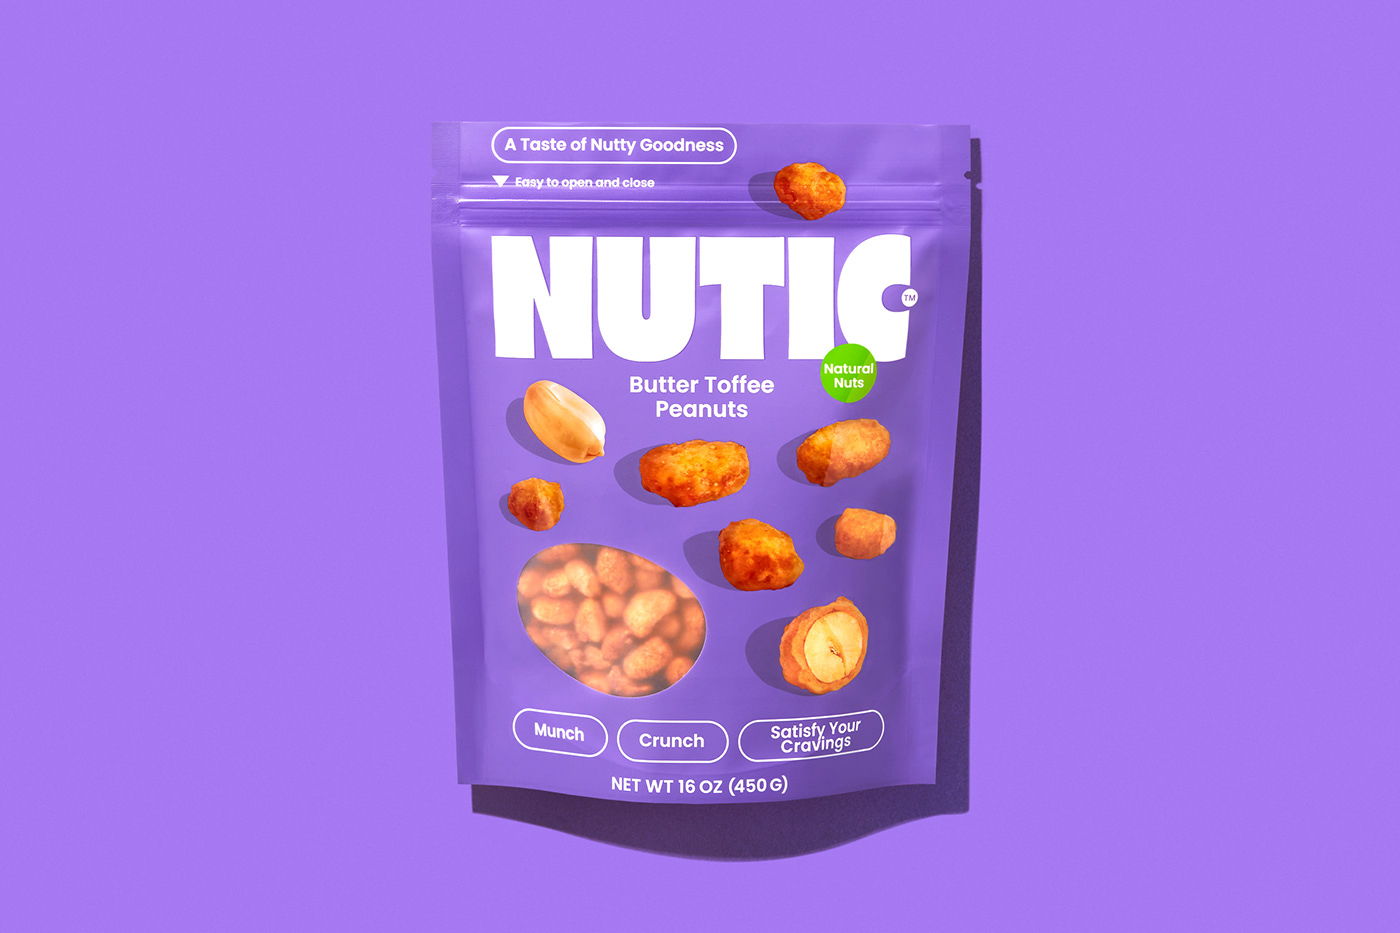 A Taste of Nutty Goodness
Easy to open and close
NUTIC
TM
Natural
Nuts
Butter Toffee
Peanuts
Munch
Crunch
Satisfy Your
Cravings
NET WT 16 OZ (450 G)